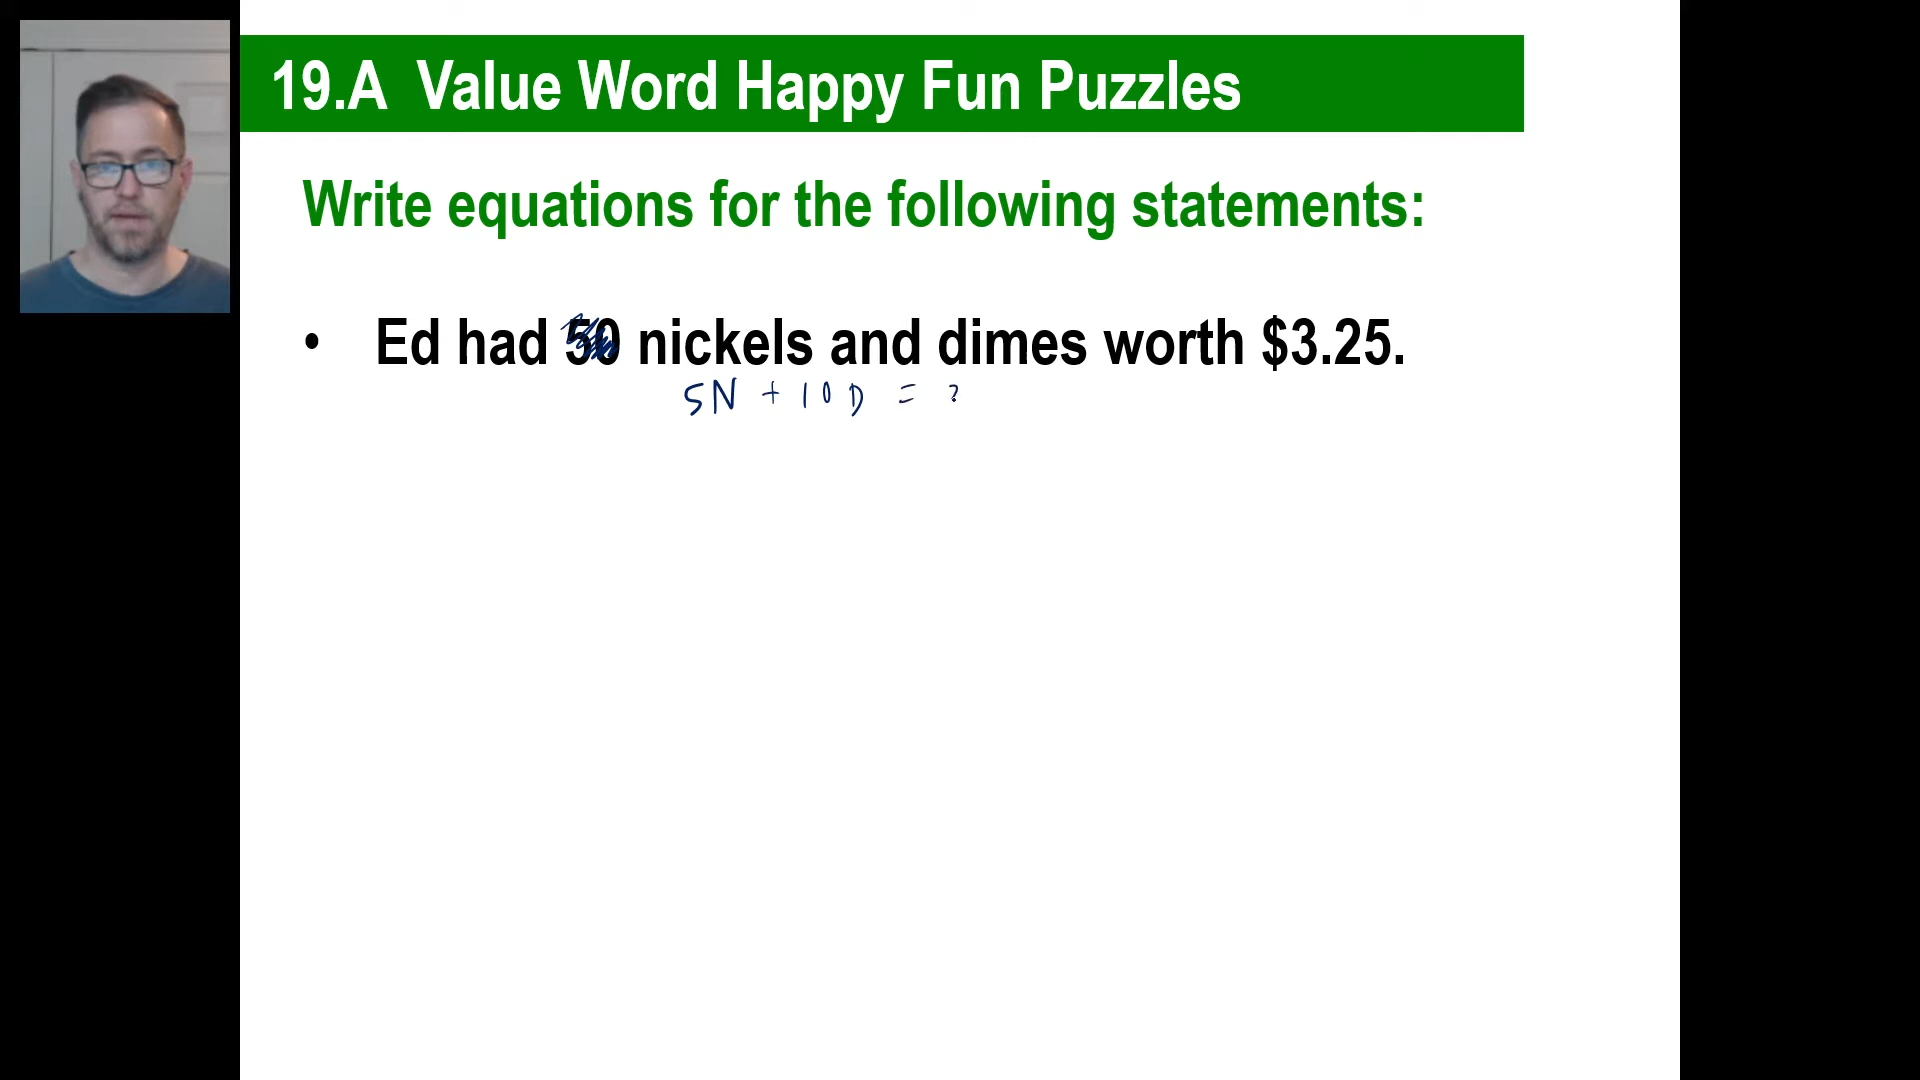 19.A Value Word Happy Fun Puzzles
Write equations for the following statements:
• Ed had 50 nickels and dimes worth $3.25.
5N + 10D = ?